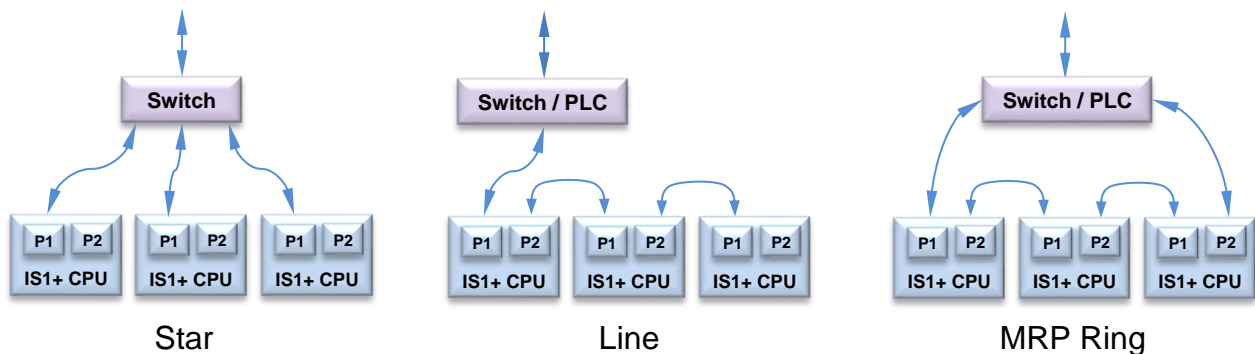 Switch
P1 P2
IS1+ CPU
P1 P2
IS1+ CPU
P1 P2
IS1+ CPU
Star
Switch / PLC
P1 P2
IS1+ CPU
P1 P2
IS1+ CPU
P1 P2
IS1+ CPU
Line
Switch / PLC
P1 P2
IS1+ CPU
P1 P2
IS1+ CPU
P1 P2
IS1+ CPU
MRP Ring